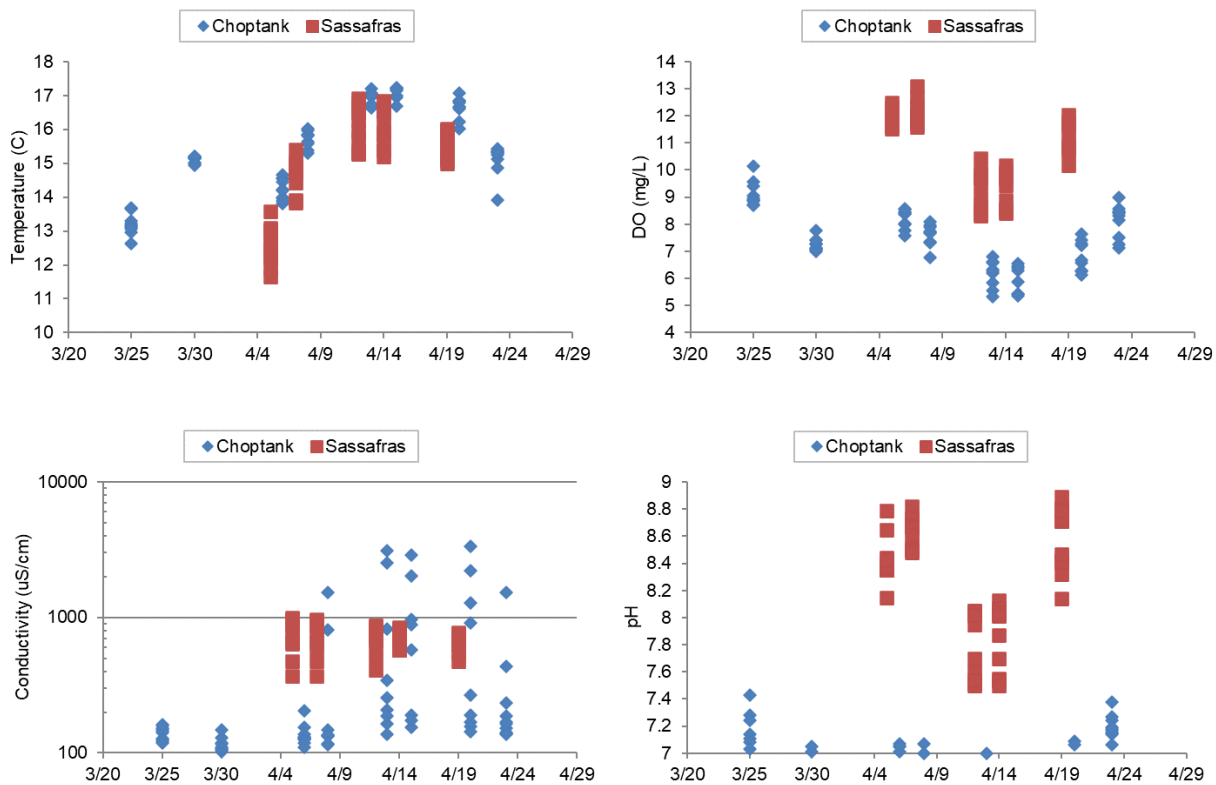 Choptank Sassafras
18
17
16
15
14
13
12
11
10
Temperature (C)
3/20 3/25 3/30 4/4 4/9 4/14 4/19 4/24 4/29
Choptank Sassafras
14
13
12
11
10
9
8
7
6
5
4
DO (mg/L)
3/20 3/25 3/30 4/4 4/9 4/14 4/19 4/24 4/29
Choptank Sassafras
10000
1000
100
Conductivity (uS/cm)
3/20 3/25 3/30 4/4 4/9 4/14 4/19 4/24 4/29
Choptank Sassafras
9
8.8
8.6
8.4
8.2
8
7.8
7.6
7.4
7.2
7
pH
3/20 3/25 3/30 4/4 4/9 4/14 4/19 4/24 4/29